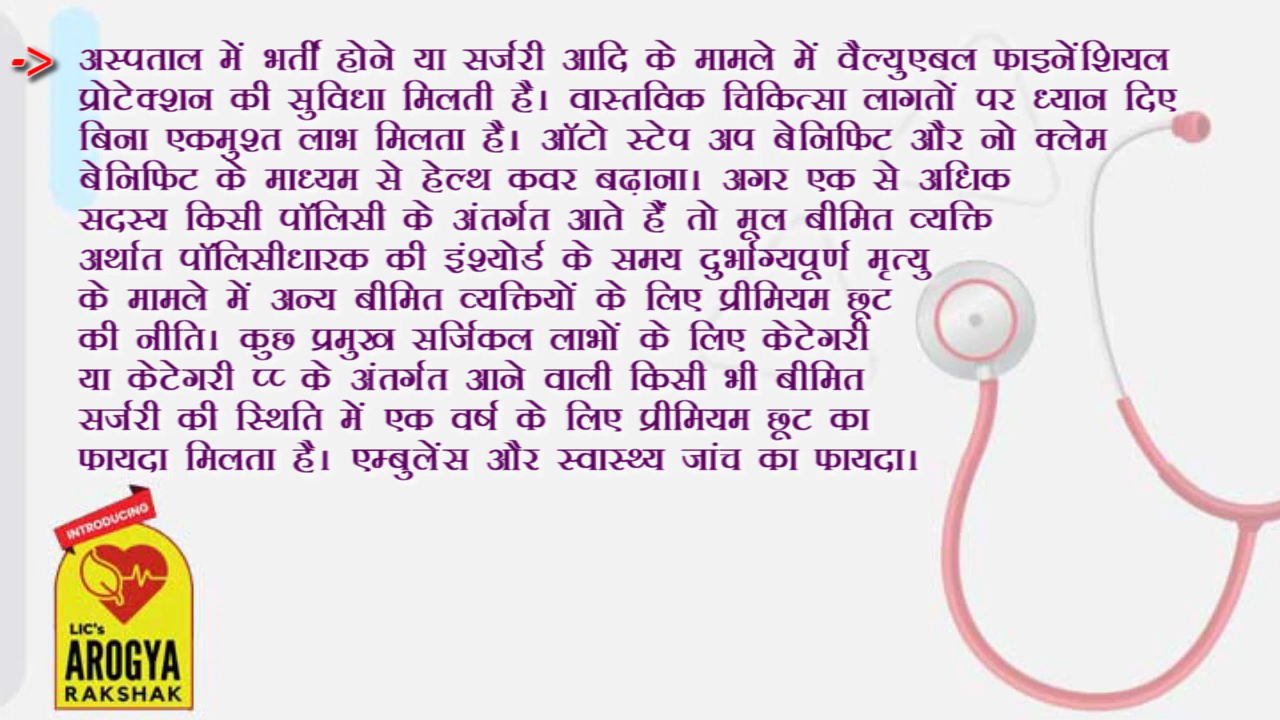 -> अस्पताल में भर्ती होने या सर्जरी आदि के मामले में वैल्युएबल फाइनेंशियल
प्रोटेक्शन की सुविधा मिलती है। वास्तविक चिकित्सा लागतों पर ध्यान दिए
बिना एकमुश्त लाभ मिलता है। ऑटो स्टेप अप बेनिफिट और नो क्लेम
बेनिफिट के माध्यम से हेल्थ कवर बढ़ाना। अगर एक से अधिक
सदस्य किसी पॉलिसी के अंतर्गत आते हैं तो मूल बीमित व्यक्ति
अर्थात पॉलिसीधारक की इंश्योर्ड के समय दुर्भाग्यपूर्ण मृत्यु
के मामले में अन्य बीमित व्यक्तियों के लिए प्रीमियम छूट
की नीति। कुछ प्रमुख सर्जिकल लाभों के लिए केटेगरी
या केटेगरी ८८ के अंतर्गत आने वाली किसी भी बीमित
सर्जरी की स्थिति में एक वर्ष के लिए प्रीमियम छूट का
फायदा मिलता है। एम्बुलेंस और स्वास्थ्य जांच का फायदा।
INTRODUCING
LIC's
AROGYA
RAKSHAK